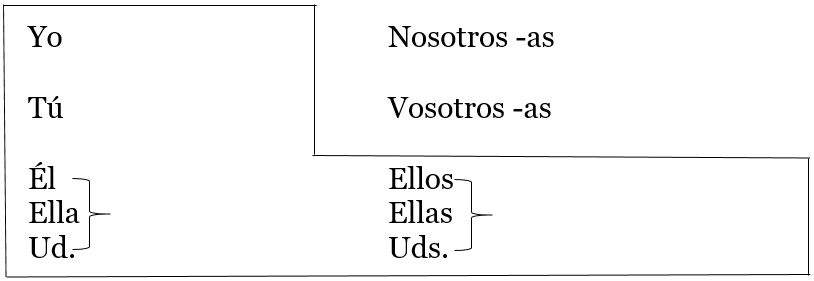 Yo Nosotros -as
Tú Vosotros -as
Él Ellos
Ella Ellas
Ud. Uds.